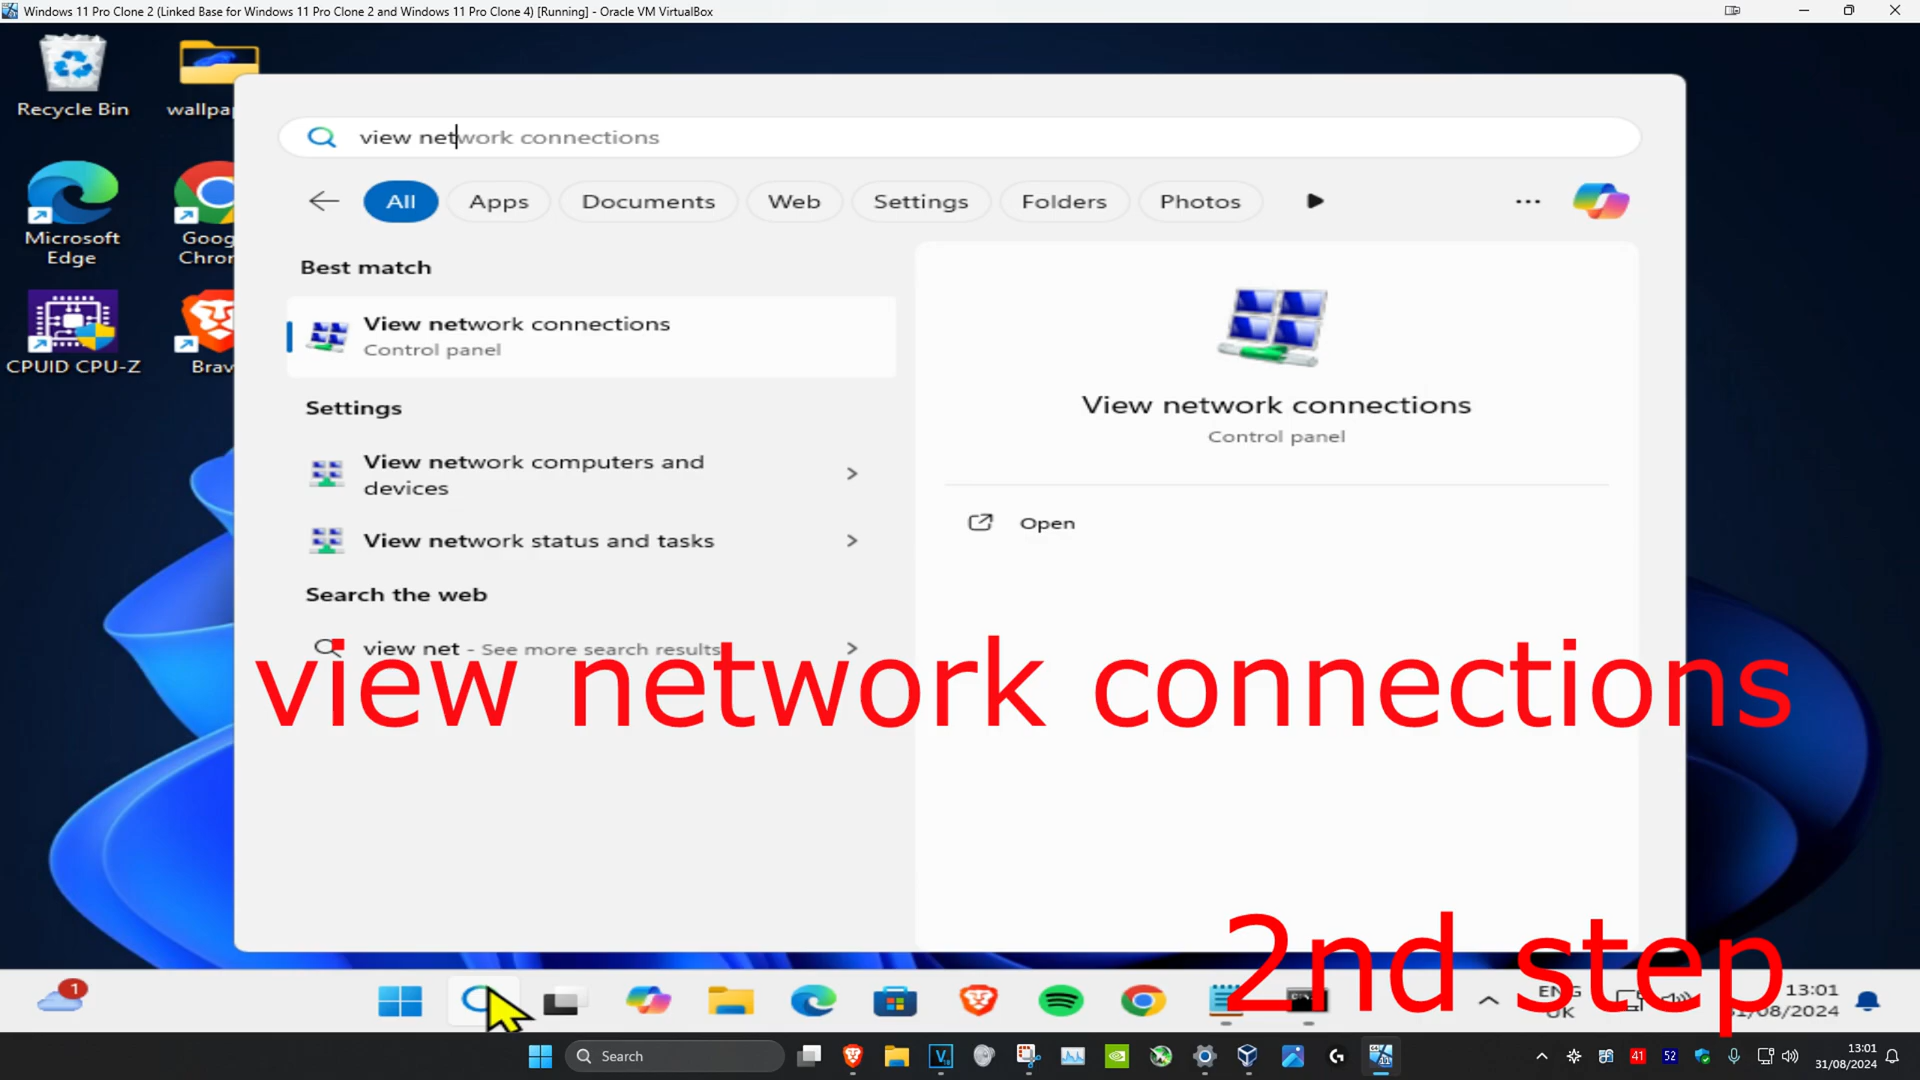 Windows 11 Pro Clone 2 (Linked Base for Windows 11 Pro Clone 2 and Windows 11 Pro Clone 4) [Running] - Oracle VM VirtualBox
Recycle Bin
Microsoft
Edge
CPUID CPU-Z
view network connections
All
Apps
Documents
Web
Settings
Folders
Photos
Best match
View network connections
Control panel
Settings
View network computers and
devices
View network status and tasks
Search the web
view net - See more search results
View network connections
Control panel
Open
view network connections
2nd step
1
ENG
UK
13:01
31/08/2024
Search
41
52
13:01
31/08/2024